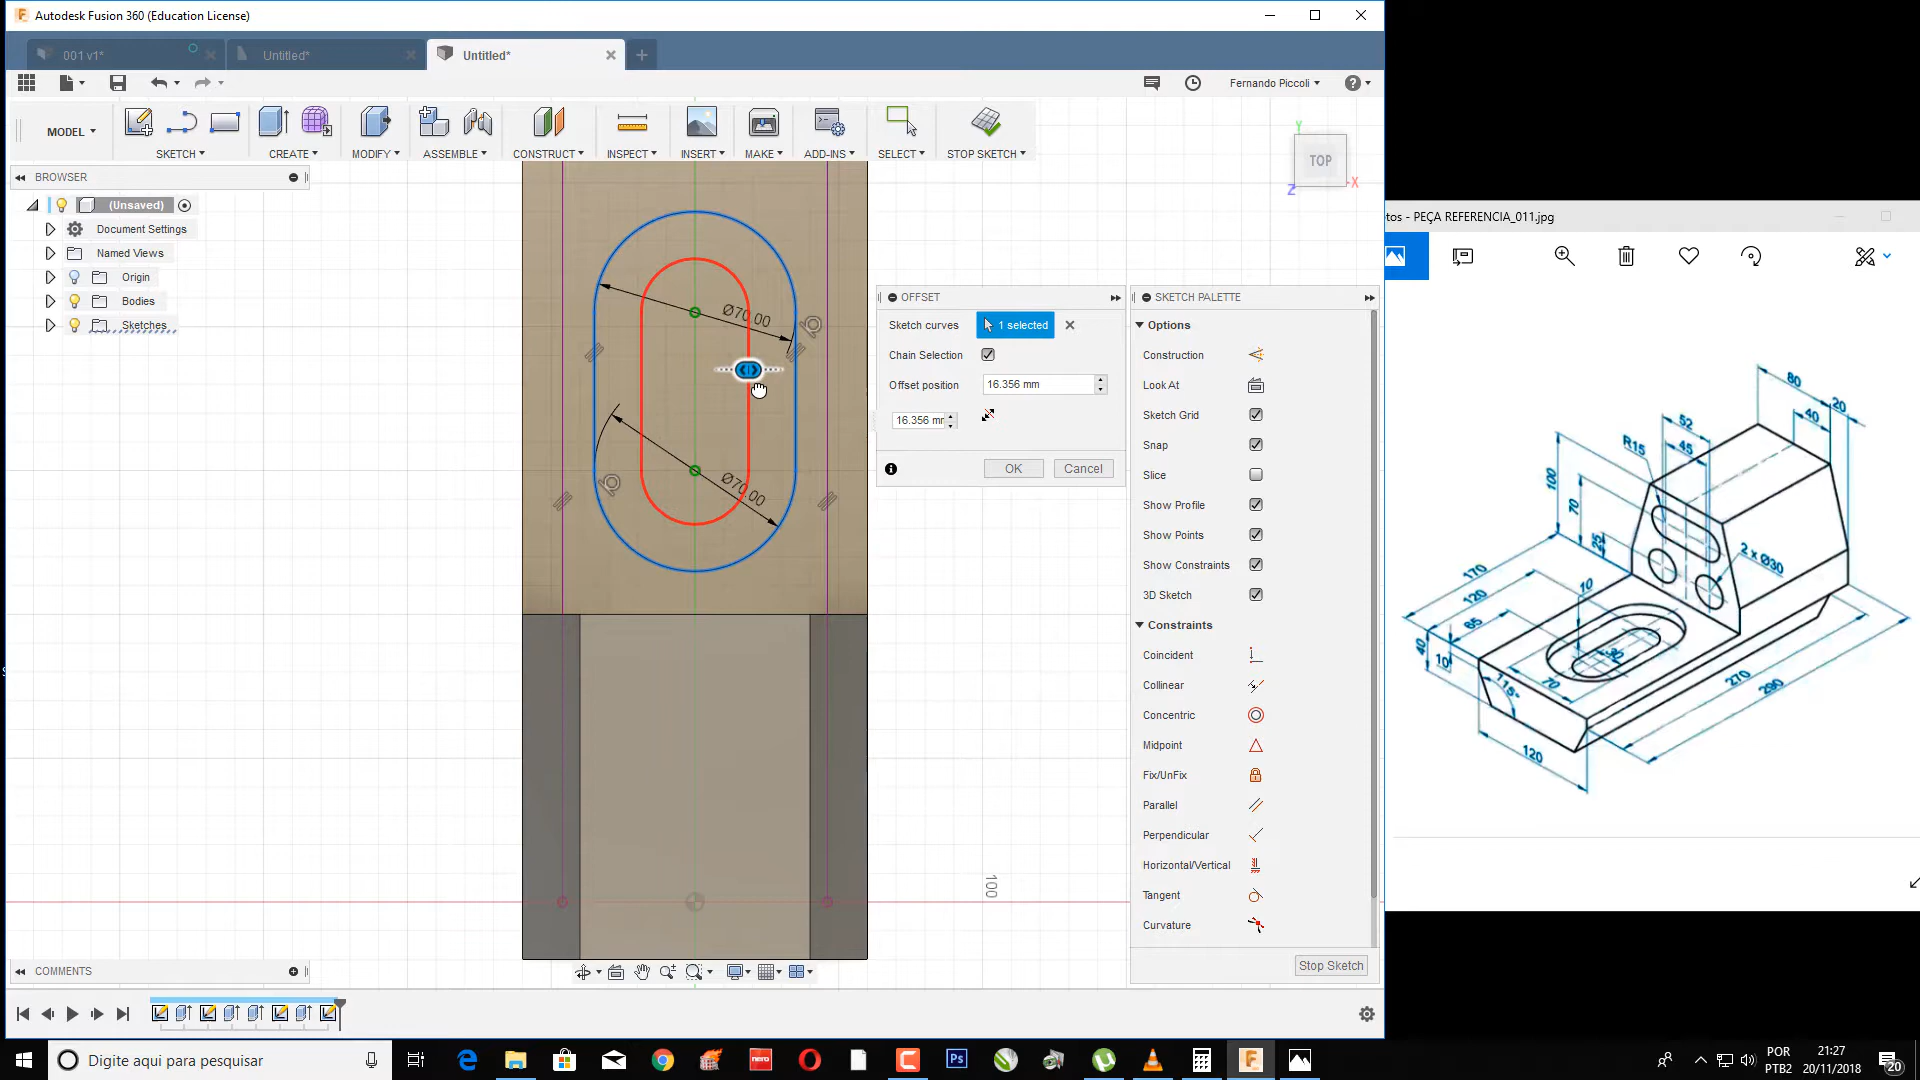 Autodesk Fusion 360 (Education License)
001 v1*
Untitled*
Untitled*
Fernando Piccoli
MODEL
SKETCH
CREATE
MODIFY
ASSEMBLE
CONSTRUCT
INSPECT
INSERT
MAKE
ADD-INS
SELECT
STOP SKETCH
BROWSER
(Unsaved)
Document Settings
Named Views
Origin
Bodies
Sketches
TOP
Y
X
Z
Ø70.00
Ø70.00
100
OFFSET
Sketch curves
1 selected
Chain Selection
Offset position
16.356 mm
16.356 mm
OK
Cancel
SKETCH PALETTE
Options
Construction
Look At
Sketch Grid
Snap
Slice
Show Profile
Show Points
Show Constraints
3D Sketch
Constraints
Coincident
Collinear
Concentric
Midpoint
Fix/UnFix
Parallel
Perpendicular
Horizontal/Vertical
Tangent
Curvature
Stop Sketch
COMMENTS
tos - PEÇA REFERENCIA_011.jpg
80
20
40
52
45
R15
100
70
25
2 x Ø30
170
120
65
10
40
10
115°
70
30
270
290
120
Digite aqui para pesquisar
Ps
POR
PTB2
21:27
20/11/2018
20